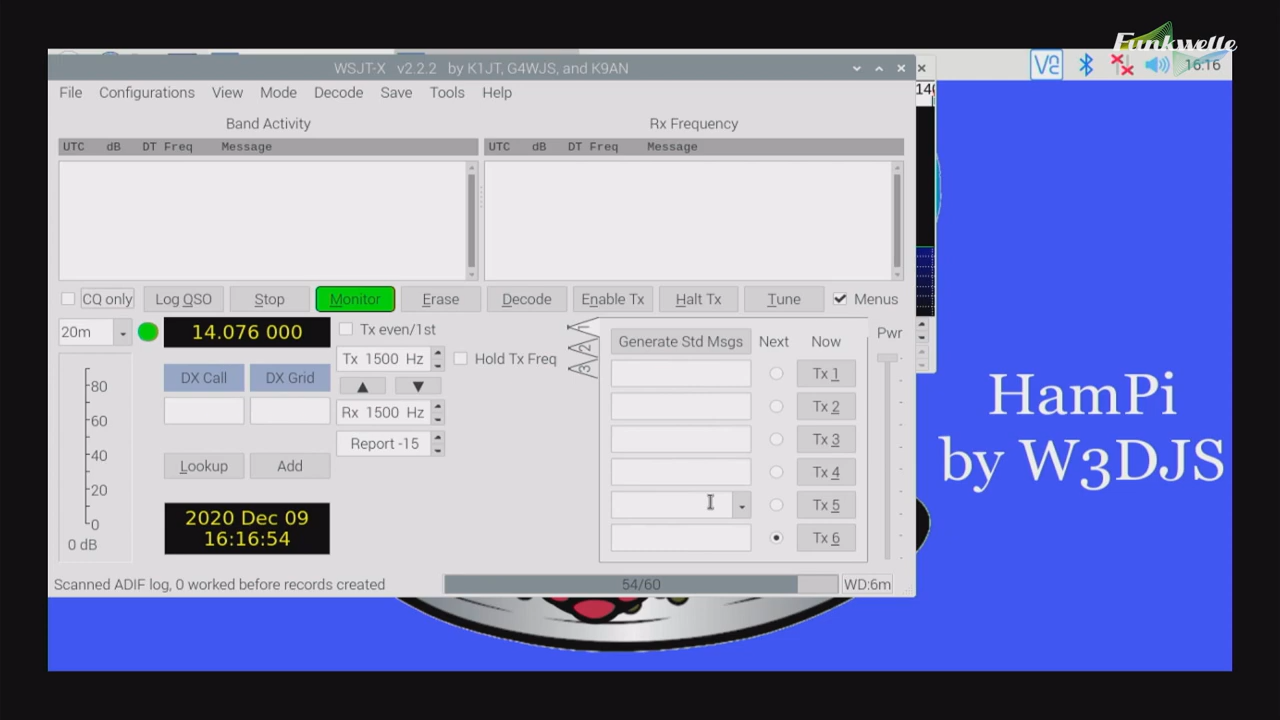 Funkwelle
WSJT-X v2.2.2 by K1JT, G4WJS, and K9AN
16:16
File Configurations View Mode Decode Save Tools Help
Band Activity
Rx Frequency
UTC dB DT Freq Message
UTC dB DT Freq Message
CQ only Log QSO Stop Monitor Erase Decode Enable Tx Halt Tx Tune Menus
20m 14.076 000 Tx even/1st
Pwr
Tx 1500 Hz Hold Tx Freq
DX Call DX Grid
Rx 1500 Hz
Report -15
Lookup Add
2020 Dec 09
16:16:54
80
60
40
20
0
0 dB
1
2
3
Generate Std Msgs Next Now
Tx 1
Tx 2
Tx 3
Tx 4
Tx 5
Tx 6
Scanned ADIF log, 0 worked before records created 54/60 WD:6m
HamPi
by W3DJS